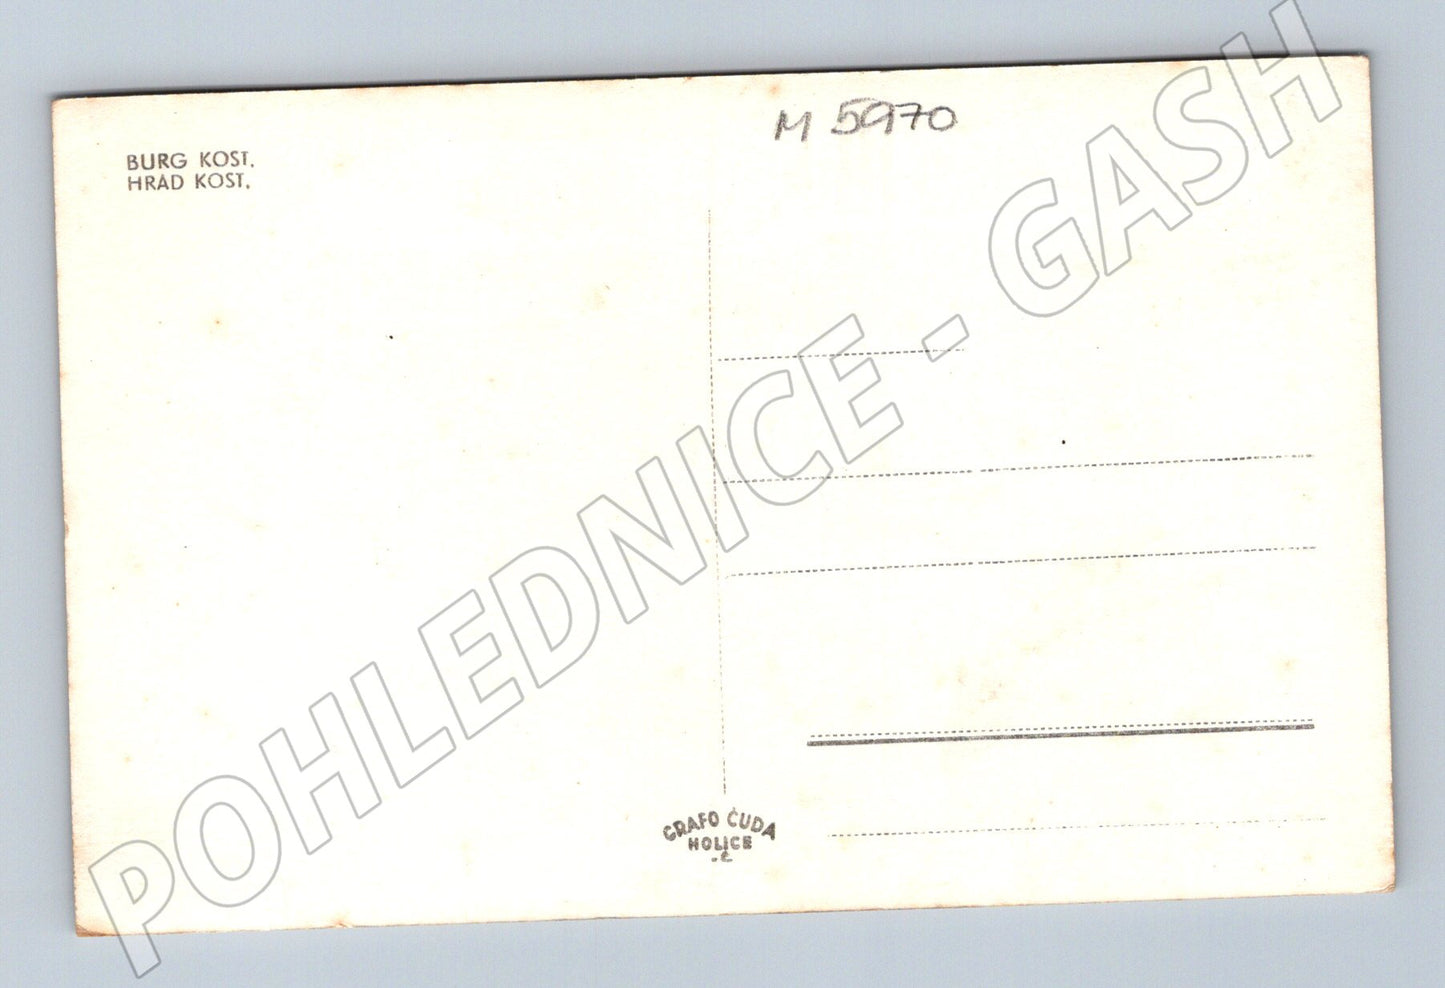 M 5970
BURG KOST.
HRAD KOST.
GRAFO ČUDA
HOLICE
-č
POHLEDNICE - GASH